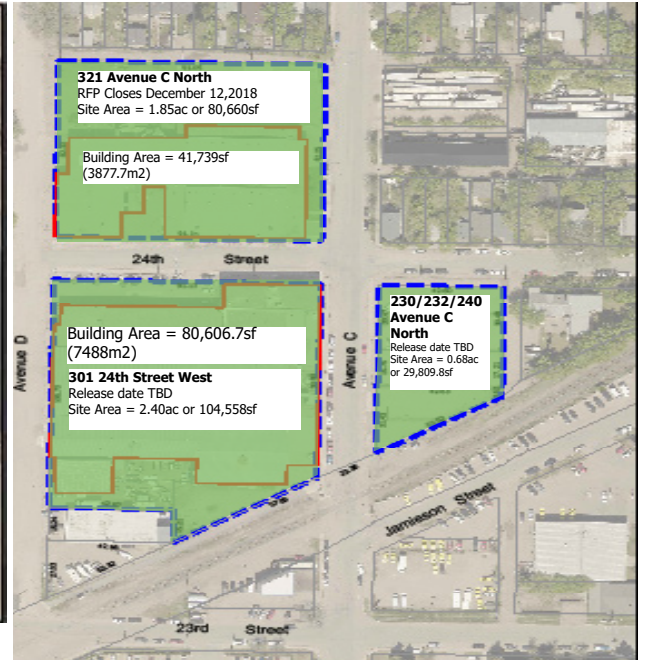 321 Avenue C North
RFP Closes December 12,2018
Site Area = 1.85ac or 80,660sf
Building Area = 41,739sf
(3877.7m2)
24th Street
Building Area = 80,606.7sf
(7488m2)
301 24th Street West
Release date TBD
Site Area = 2.40ac or 104,558sf
230/232/240
Avenue C
North
Release date TBD
Site Area = 0.68ac
or 29,809.8sf
Avenue D
Avenue C
Jamieson Street
23rd Street